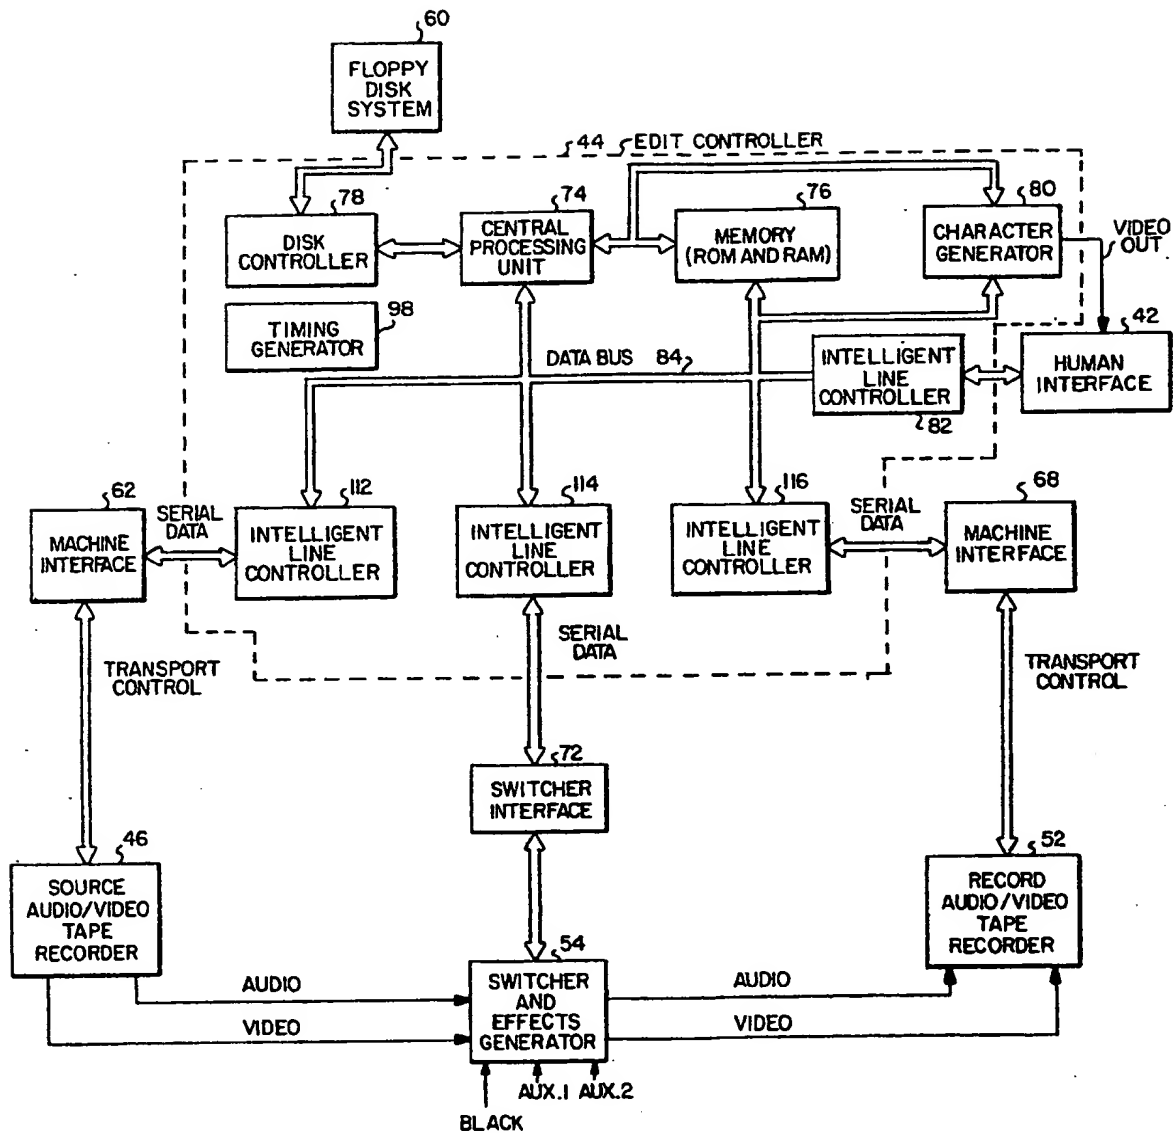 60
FLOPPY
DISK
SYSTEM
44
EDIT CONTROLLER
78
DISK
CONTROLLER
74
CENTRAL
PROCESSING
UNIT
76
MEMORY
(ROM AND RAM)
80
CHARACTER
GENERATOR
VIDEO
OUT
98
TIMING
GENERATOR
DATA BUS 84
INTELLIGENT
LINE
CONTROLLER
82
42
HUMAN
INTERFACE
62
MACHINE
INTERFACE
SERIAL
DATA
112
INTELLIGENT
LINE
CONTROLLER
114
INTELLIGENT
LINE
CONTROLLER
116
INTELLIGENT
LINE
CONTROLLER
SERIAL
DATA
68
MACHINE
INTERFACE
TRANSPORT
CONTROL
SERIAL
DATA
TRANSPORT
CONTROL
72
SWITCHER
INTERFACE
46
SOURCE
AUDIO/VIDEO
TAPE
RECORDER
54
SWITCHER
AND
EFFECTS
GENERATOR
52
RECORD
AUDIO/VIDEO
TAPE
RECORDER
AUDIO
VIDEO
AUDIO
VIDEO
BLACK
AUX.1
AUX.2